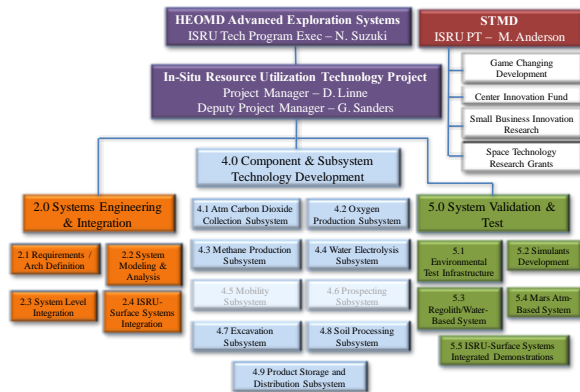 HEOMD Advanced Exploration Systems
ISRU Tech Program Exec – N. Suzuki
STMD
ISRU PT – M. Anderson
Game Changing
Development
Center Innovation Fund
Small Business Innovation
Research
Space Technology
Research Grants
In-Situ Resource Utilization Technology Project
Project Manager – D. Linne
Deputy Project Manager – G. Sanders
4.0 Component & Subsystem
Technology Development
2.0 Systems Engineering
& Integration
2.1 Requirements /
Arch Definition
2.2 System
Modeling &
Analysis
2.3 System Level
Integration
2.4 ISRU-
Surface Systems
Integration
4.1 Atm Carbon Dioxide
Collection Subsystem
4.2 Oxygen
Production Subsystem
4.3 Methane Production
Subsystem
4.4 Water Electrolysis
Subsystem
4.5 Mobility
Subsystem
4.6 Prospecting
Subsystem
4.7 Excavation
Subsystem
4.8 Soil Processing
Subsystem
4.9 Product Storage and
Distribution Subsystem
5.0 System Validation &
Test
5.1
Environmental
Test Infrastructure
5.2 Simulants
Development
5.3
Regolith/Water-
Based System
5.4 Mars Atm-
Based System
5.5 ISRU-Surface Systems
Integrated Demonstrations